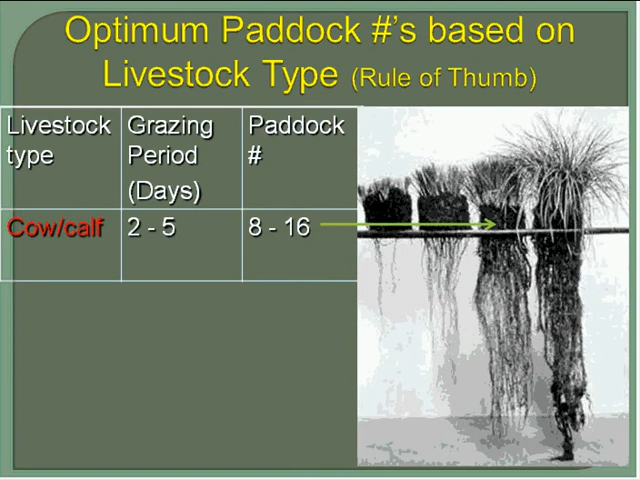 Optimum Paddock #'s based on
Livestock Type (Rule of Thumb)
Livestock type
Grazing Period (Days)
Paddock #
Cow/calf
2 - 5
8 - 16